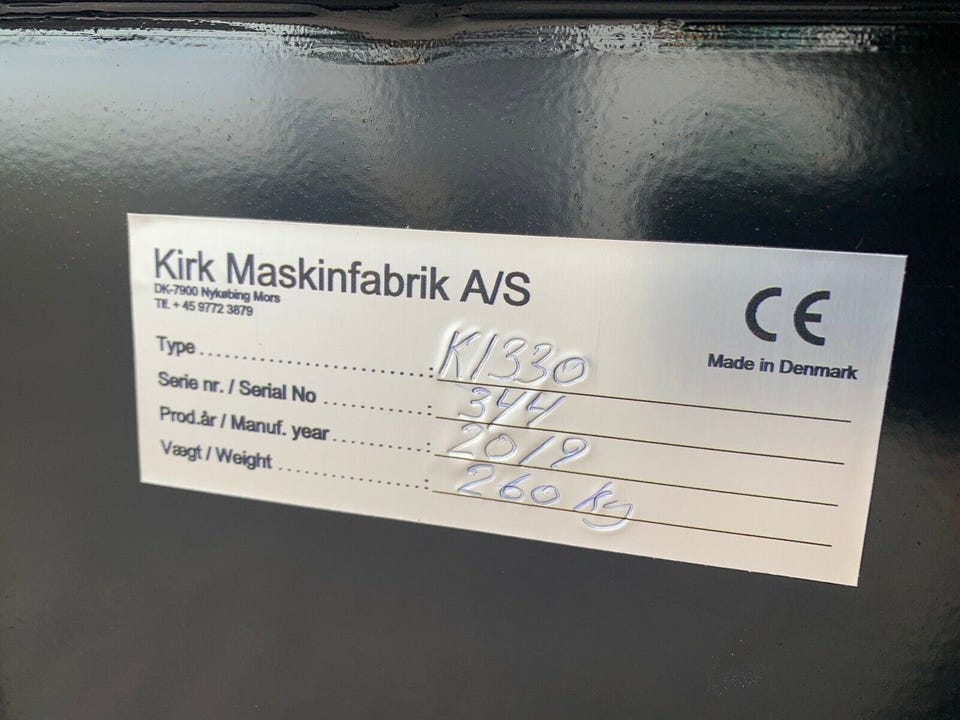 Kirk Maskinfabrik A/S
DK-7900 Nykøbing Mors
Tlf. + 45 9772 3879
CE
Made in Denmark
Type....................................: K1330
Serie nr. / Serial No ................: 344
Prod.år / Manuf. year...............: 2019
Vægt / Weight .......................: 260 kg